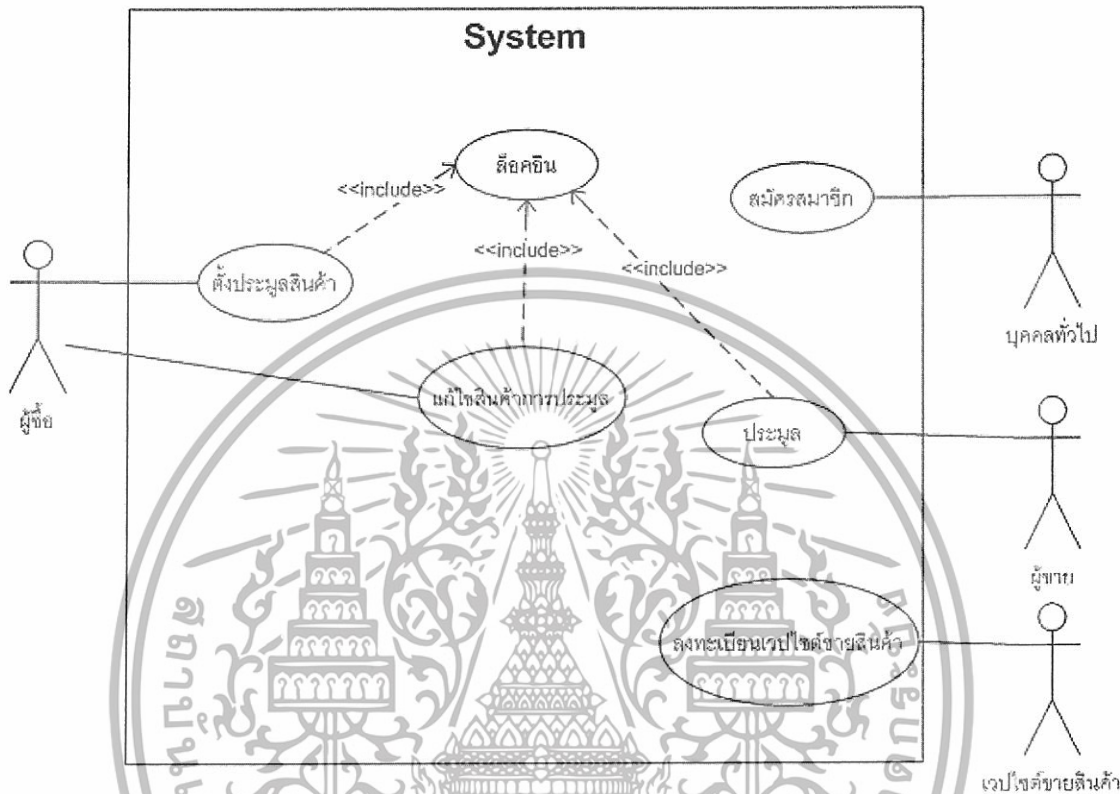 System
ล็อคอิน
<<include>>
สมัครสมาชิก
<<include>>
<<include>>
ตั้งประมูลสินค้า
บุคคลทั่วไป
ผู้ซื้อ
แก้ไขสินค้าการประมูล
ประมูล
ผู้ขาย
ลงทะเบียนเวปไซต์ขายสินค้า
เวปไซต์ขายสินค้า